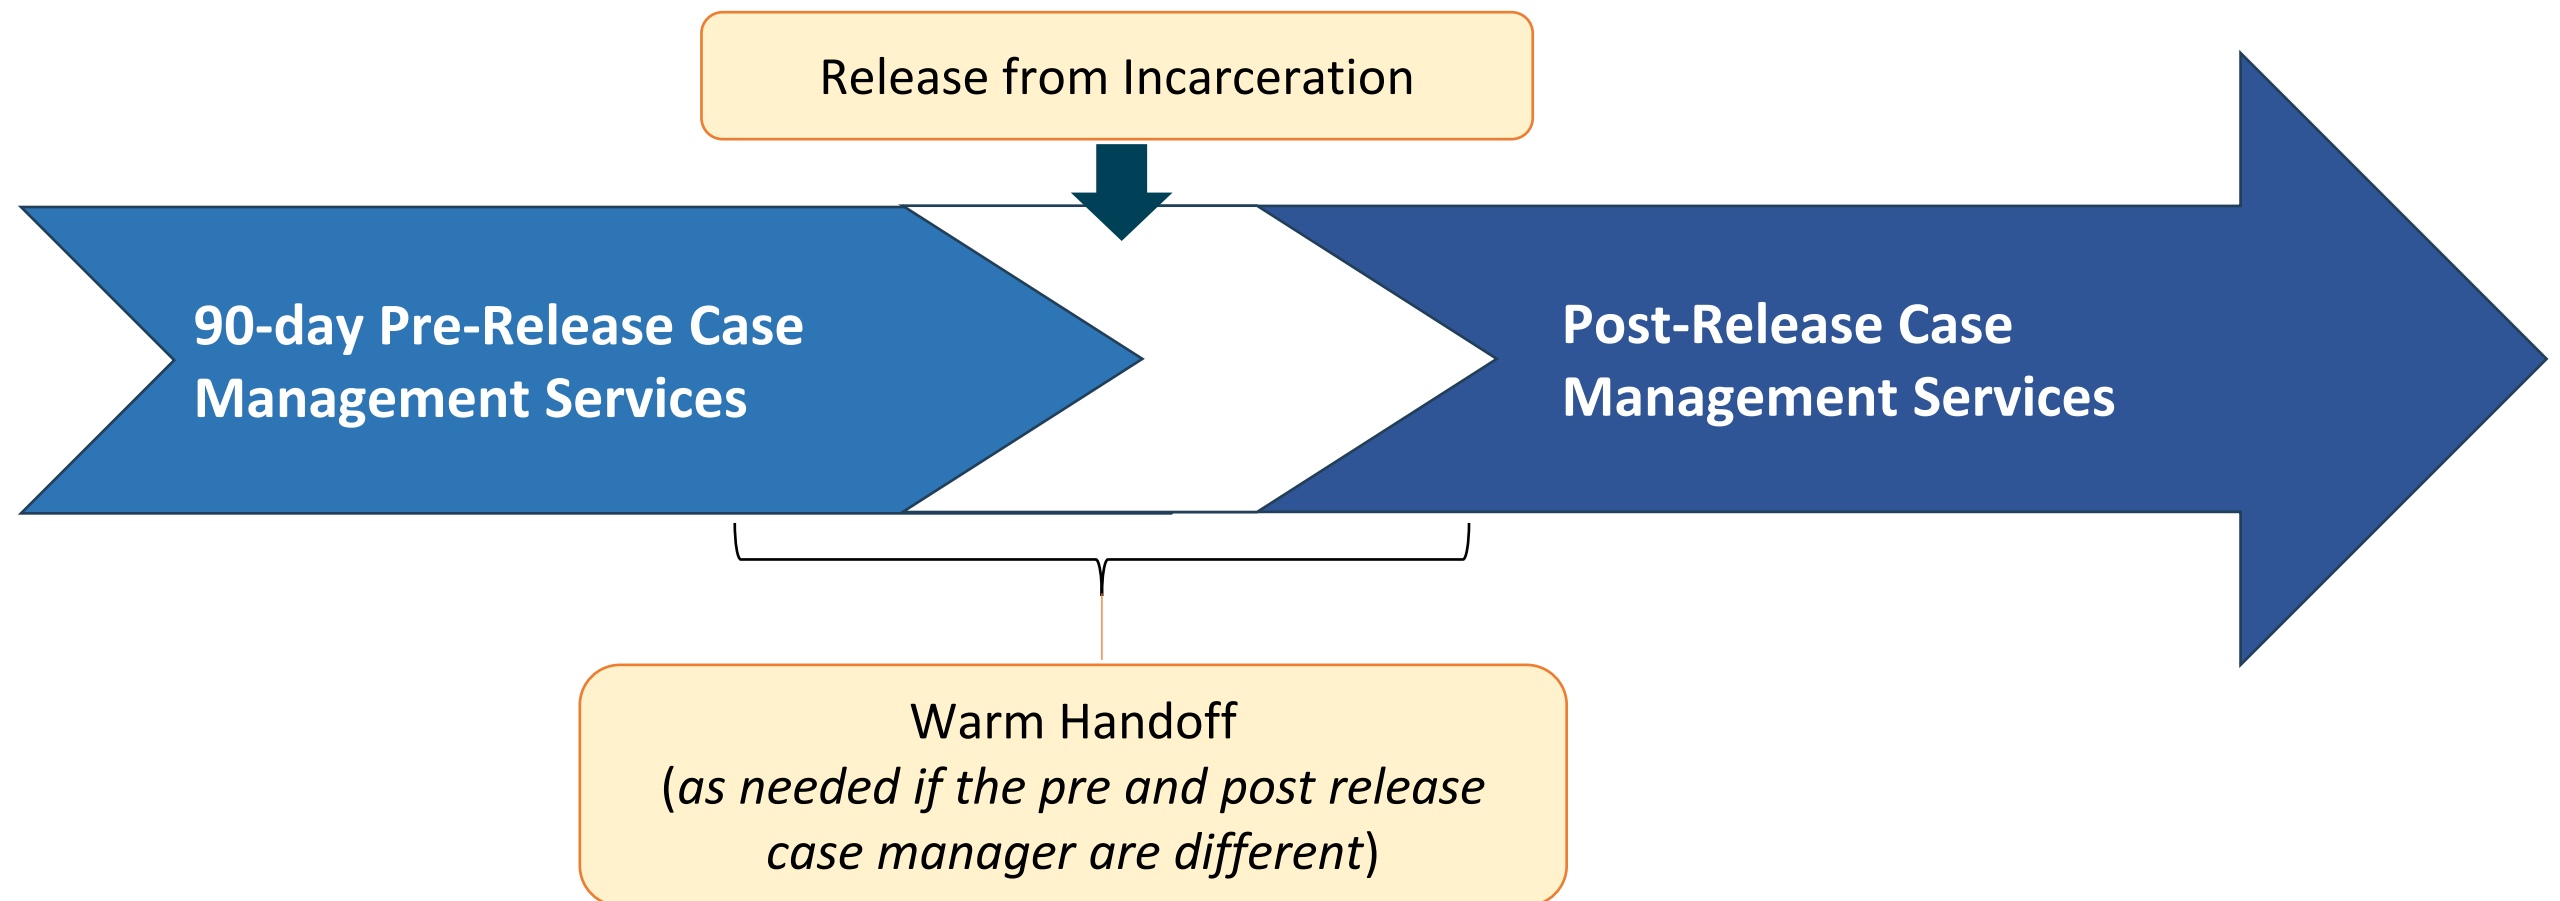 Release from Incarceration
90-day Pre-Release Case
Management Services
Post-Release Case
Management Services
Warm Handoff
(as needed if the pre and post release
case manager are different)